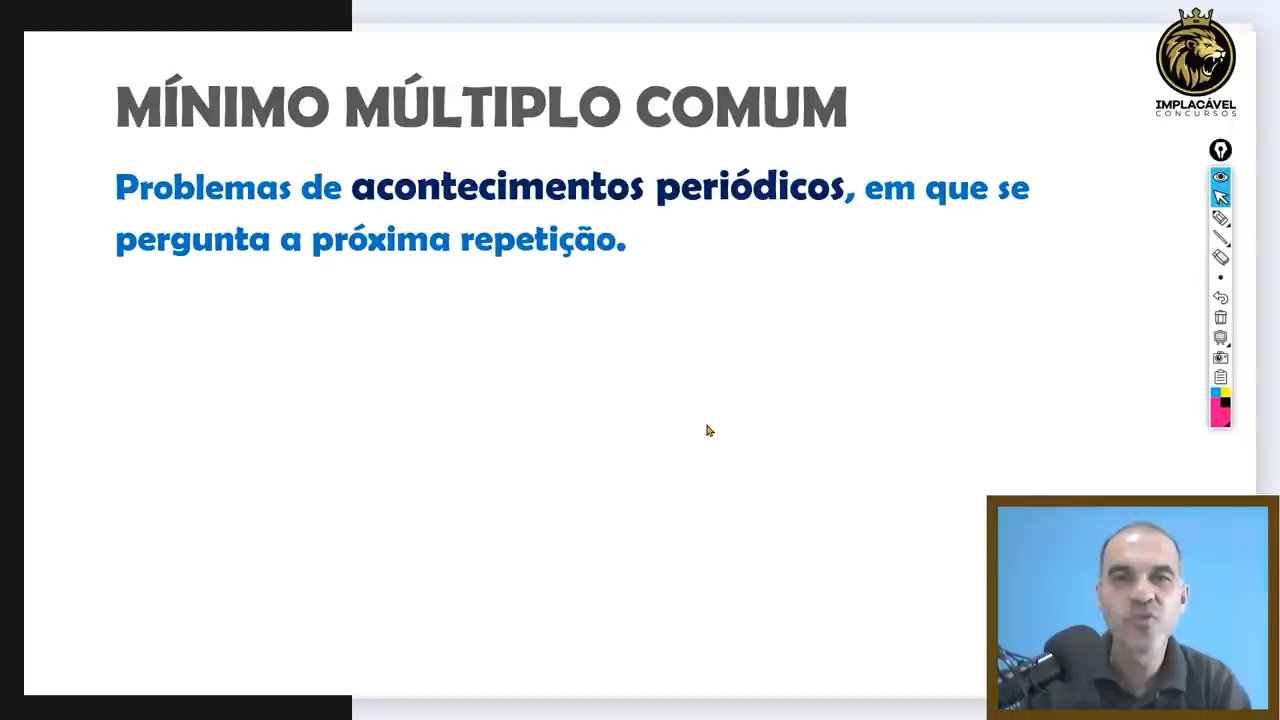 MÍNIMO MÚLTIPLO COMUM
Problemas de acontecimentos periódicos, em que se
pergunta a próxima repetição.
IMPLACÁVEL
CONCURSOS